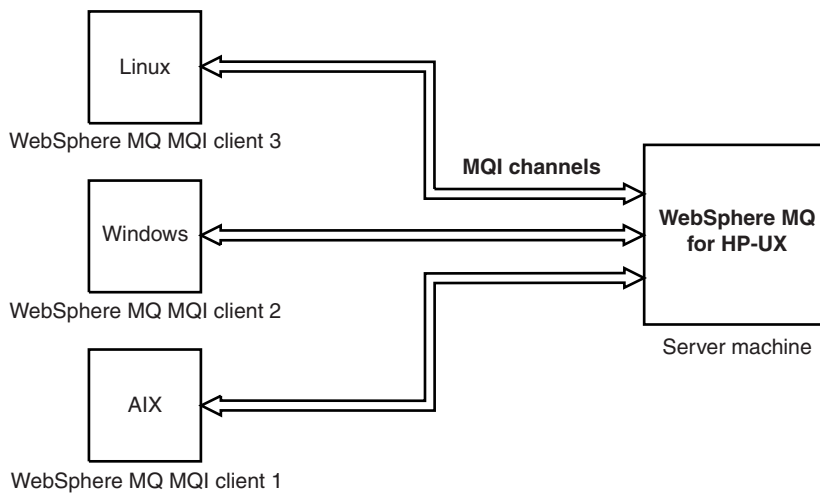 Linux
WebSphere MQ MQI client 3
MQI channels
Windows
WebSphere MQ MQI client 2
WebSphere MQ
for HP-UX
Server machine
AIX
WebSphere MQ MQI client 1